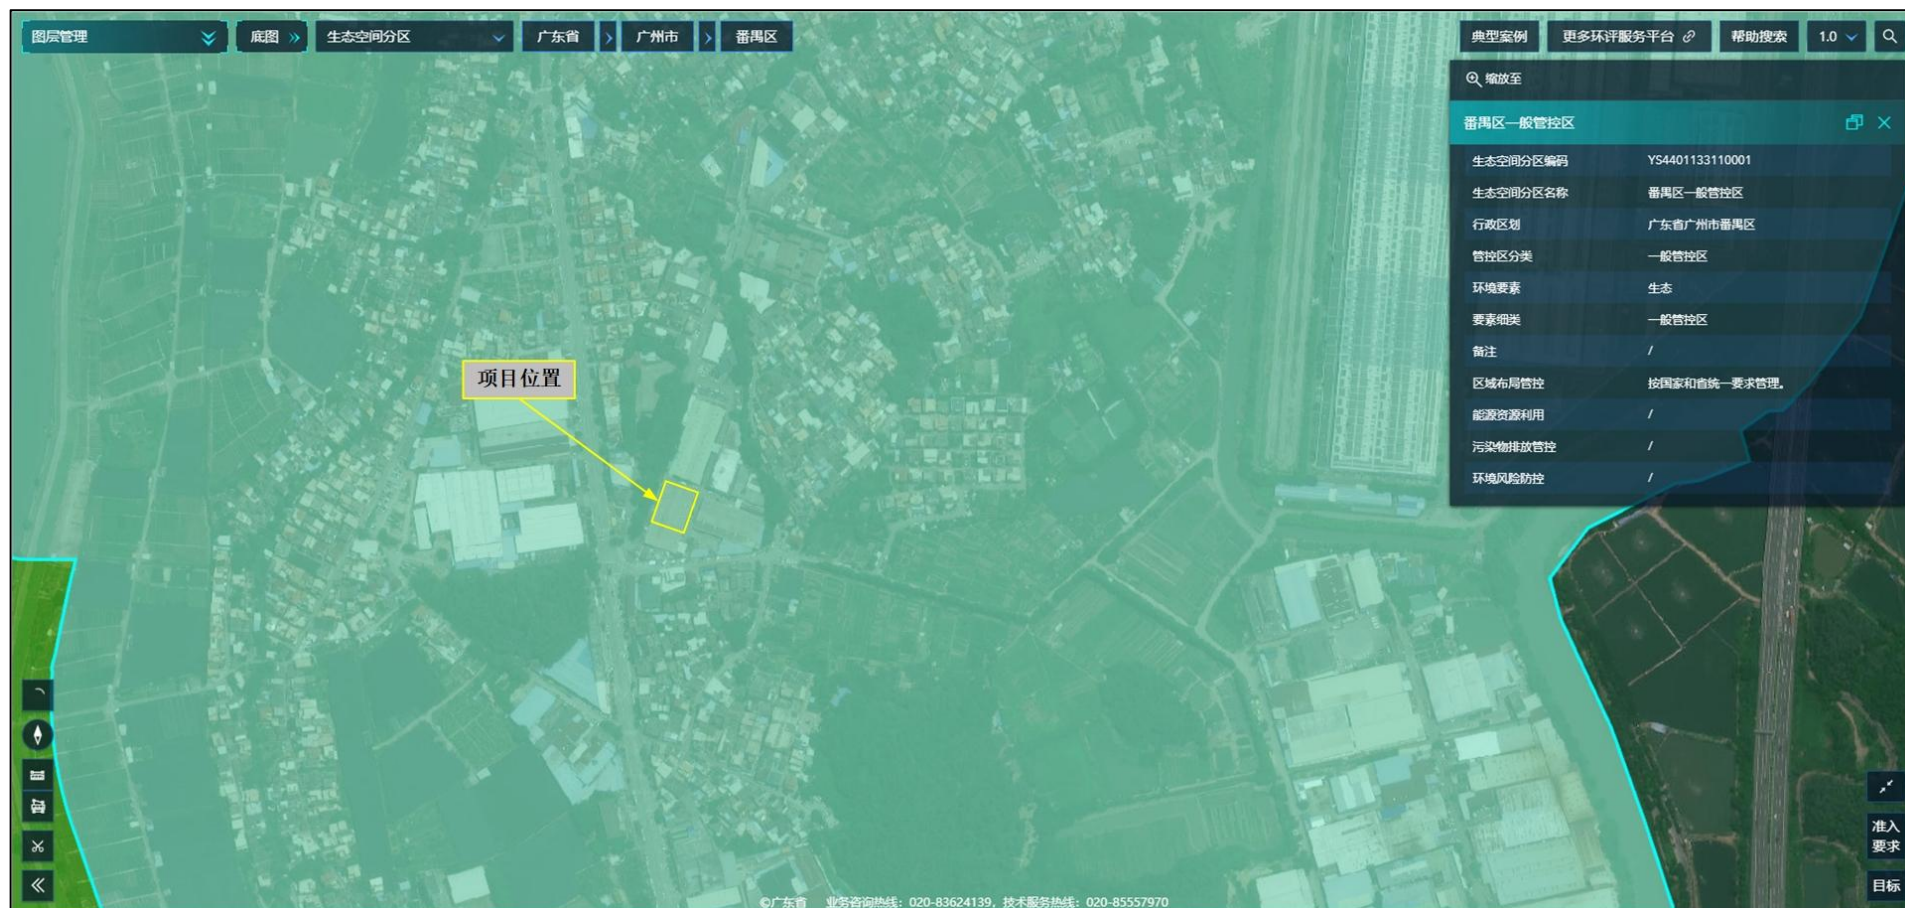 图层管理
底图
生态空间分区
广东省
广州市
番禺区
典型案例
更多环评服务平台
帮助搜索
1.0
缩放至
番禺区一般管控区
生态空间分区编码 YS4401133110001
生态空间分区名称 番禺区一般管控区
行政区划 广东省广州市番禺区
管控区分类 一般管控区
环境要素 生态
要素细类 一般管控区
备注 /
区域布局管控 按国家和省统一要求管理。
能源资源利用 /
污染物排放管控 /
环境风险防控 /
项目位置
准入
要求
目标
©广东省 业务咨询热线：020-83624139，技术服务热线：020-85557970